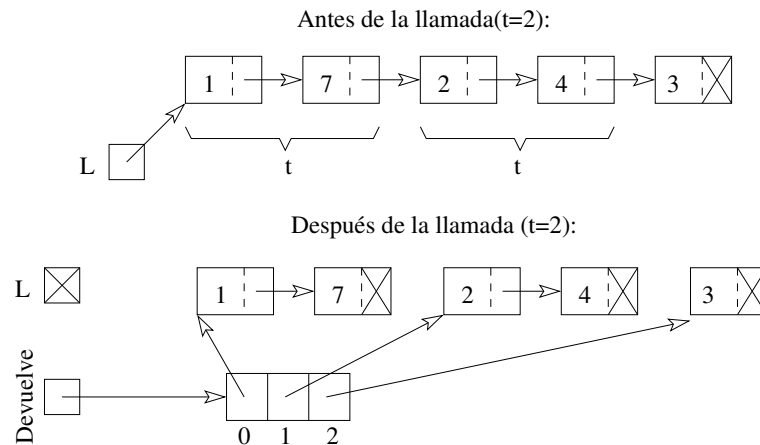 Antes de la llamada(t=2):
1 7 2 4 3
L
t t
Después de la llamada (t=2):
L 1 7 2 4 3
Devuelve
0 1 2